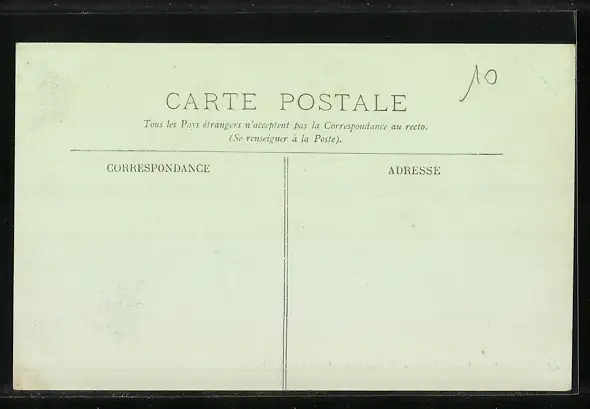 10
CARTE POSTALE
Tous les Pays étrangers n'acceptent pas la Correspondance au recto.
(Se renseigner à la Poste).
CORRESPONDANCE
ADRESSE